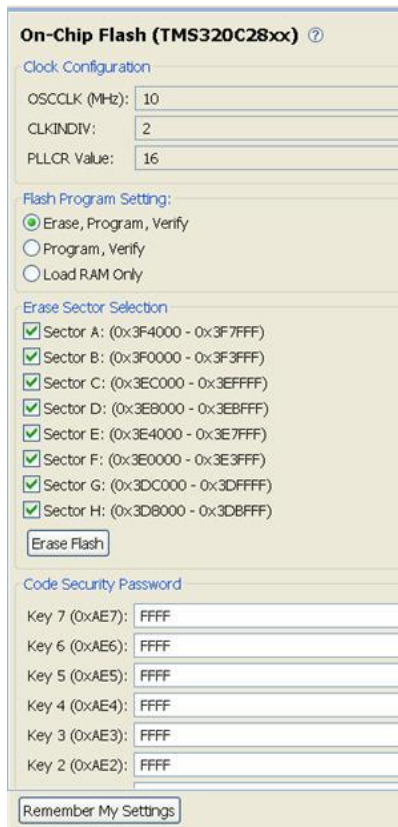 On-Chip Flash (TMS320C28xx) ?
Clock Configuration
OSCCLK (MHz): 10
CLKINDIV: 2
PLLCR Value: 16
Flash Program Setting:
Erase, Program, Verify
Program, Verify
Load RAM Only
Erase Sector Selection
Sector A: (0x3F4000 - 0x3F7FFF)
Sector B: (0x3F0000 - 0x3F3FFF)
Sector C: (0x3EC000 - 0x3EFFFF)
Sector D: (0x3E8000 - 0x3EBFFF)
Sector E: (0x3E4000 - 0x3E7FFF)
Sector F: (0x3E0000 - 0x3E3FFF)
Sector G: (0x3DC000 - 0x3DFFFF)
Sector H: (0x3D8000 - 0x3DBFFF)
Erase Flash
Code Security Password
Key 7 (0xAE7): FFFF
Key 6 (0xAE6): FFFF
Key 5 (0xAE5): FFFF
Key 4 (0xAE4): FFFF
Key 3 (0xAE3): FFFF
Key 2 (0xAE2): FFFF
Remember My Settings